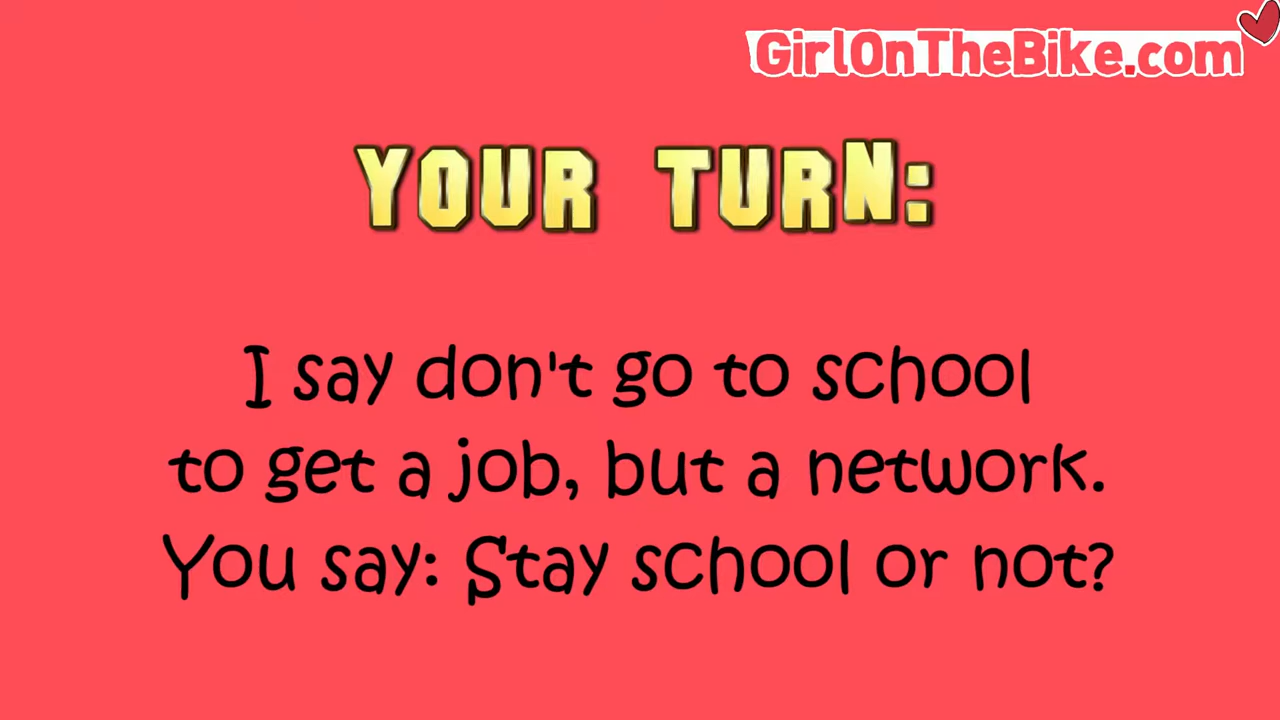 GirlOnTheBike.com
YOUR TURN:
I say don't go to school
to get a job, but a network.
You say: Stay school or not?